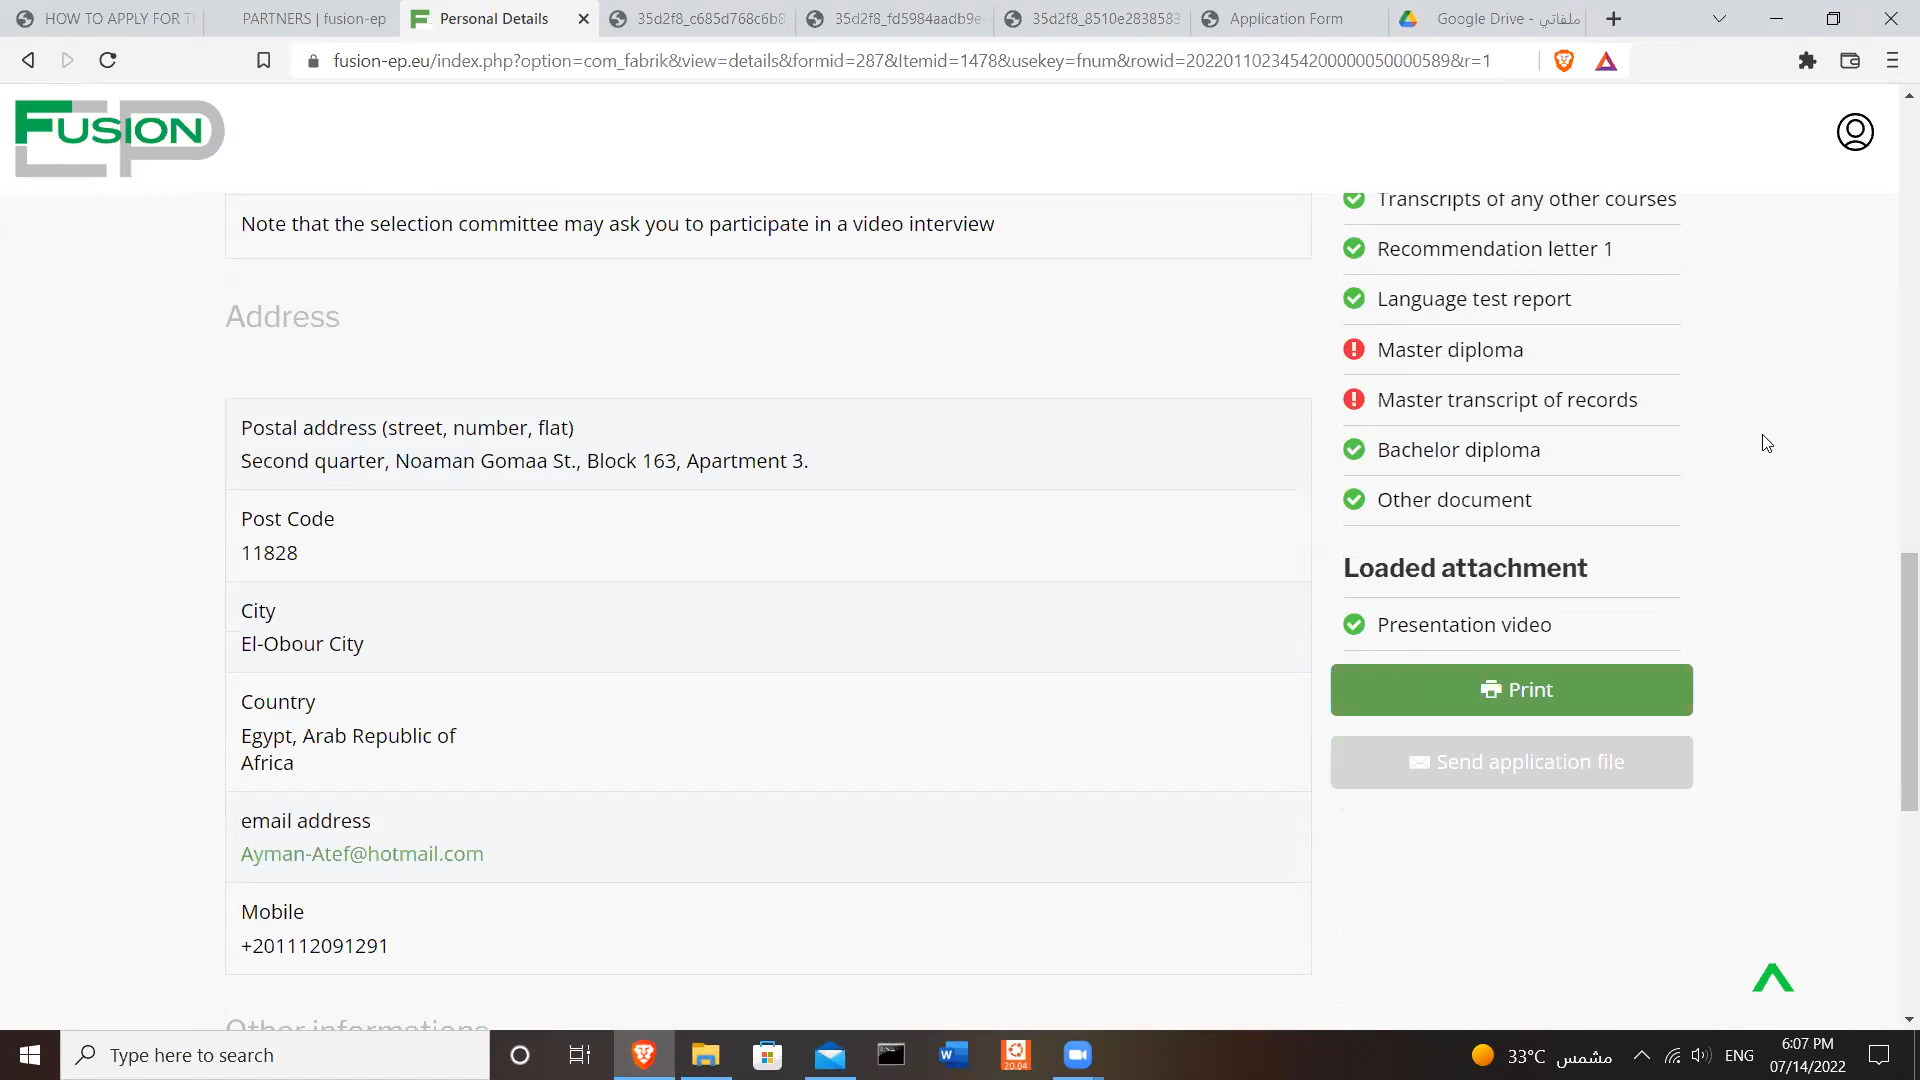 HOW TO APPLY FOR T
PARTNERS | fusion-ep
Personal Details
35d2f8_c685d768c6b8
35d2f8_fd5984aadb9e
35d2f8_8510e2838583
Application Form
ملفاتي - Google Drive
fusion-ep.eu/index.php?option=com_fabrik&view=details&formid=287&Itemid=1478&usekey=fnum&rowid=2022011023454200000050000589&r=1
FUSION
EP
Note that the selection committee may ask you to participate in a video interview
Address
Postal address (street, number, flat)
Second quarter, Noaman Gomaa St., Block 163, Apartment 3.
Post Code
11828
City
El-Obour City
Country
Egypt, Arab Republic of
Africa
email address
Ayman-Atef@hotmail.com
Mobile
+201112091291
Other informations
Transcripts of any other courses
Recommendation letter 1
Language test report
Master diploma
Master transcript of records
Bachelor diploma
Other document
Loaded attachment
Presentation video
Print
Send application file
Type here to search
20.04
33°C مشمس
ENG
6:07 PM
07/14/2022